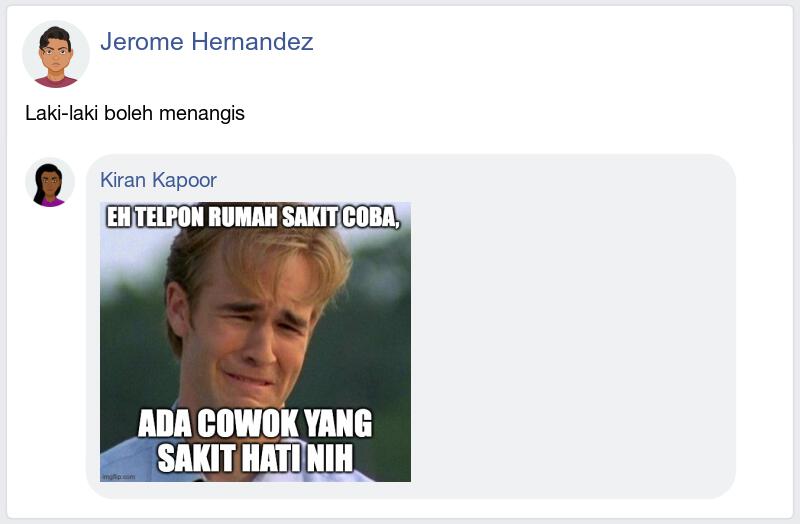 Jerome Hernandez
Laki-laki boleh menangis
Kiran Kapoor
EH TELPON RUMAH SAKIT COBA,
ADA COWOK YANG
SAKIT HATI NIH
imgflip.com